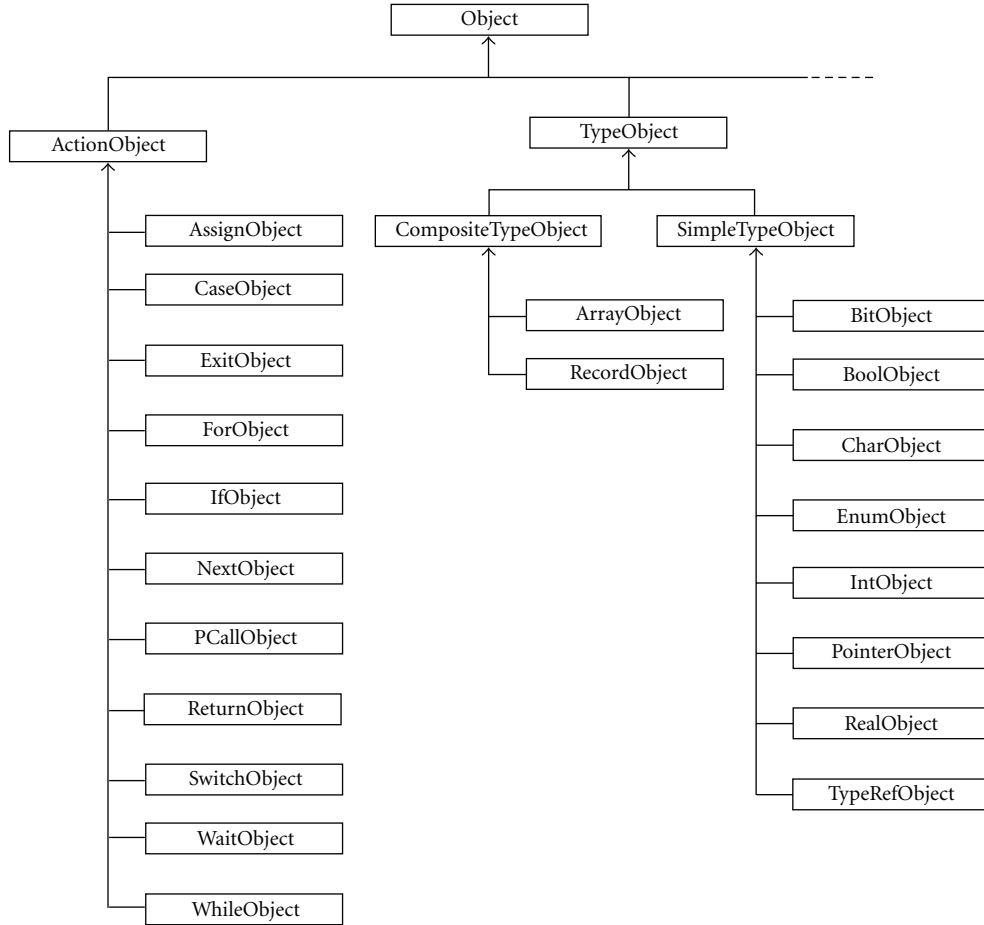 Object
ActionObject
TypeObject
AssignObject
CaseObject
ExitObject
ForObject
IfObject
NextObject
PCallObject
ReturnObject
SwitchObject
WaitObject
WhileObject
CompositeTypeObject
ArrayObject
RecordObject
SimpleTypeObject
BitObject
BoolObject
CharObject
EnumObject
IntObject
PointerObject
RealObject
TypeRefObject